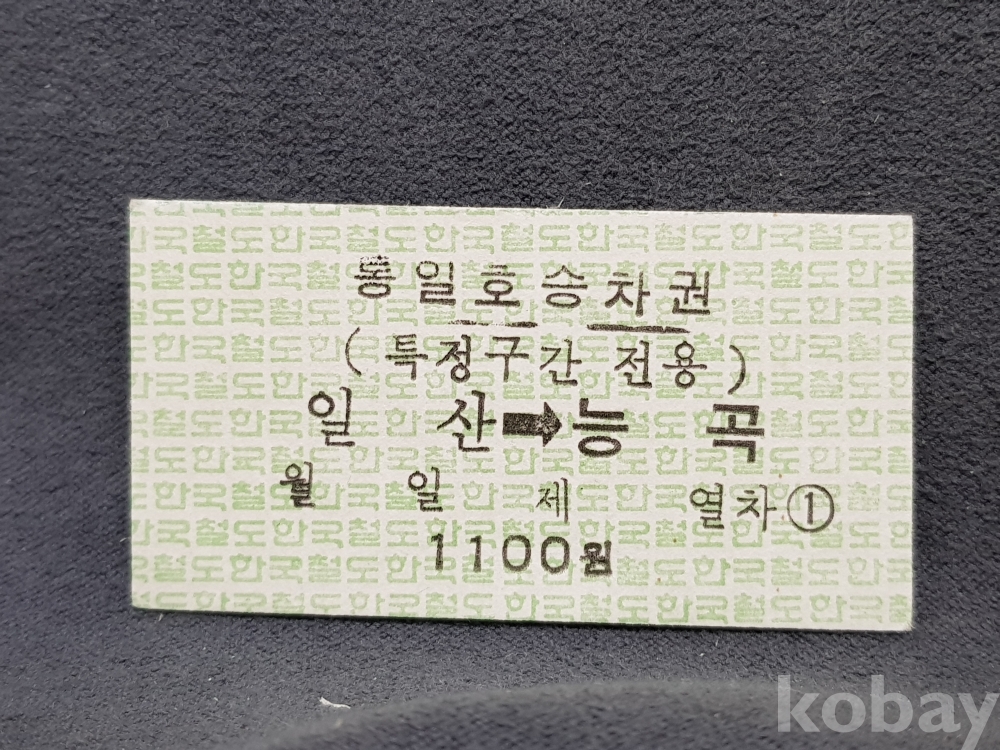 통일호승차권
(특정구간 전용)
일 산➡능 곡
월 일 제 열차①
1100원
kobay